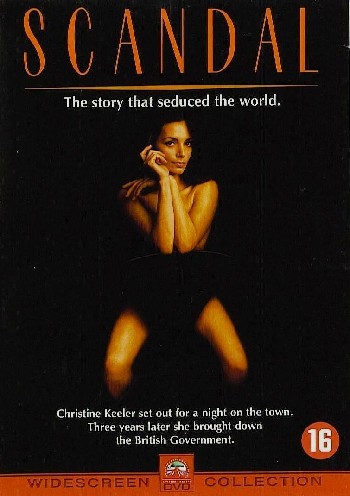 SCANDAL
The story that seduced the world.
Christine Keeler set out for a night on the town.
Three years later she brought down
the British Government.
16
WIDESCREEN DVD COLLECTION